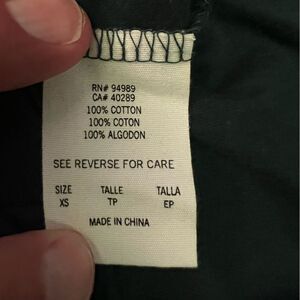 RN# 94989
CA# 40289
100% COTTON
100% COTON
100% ALGODON
SEE REVERSE FOR CARE
SIZE TALLE TALLA
XS TP EP
MADE IN CHINA